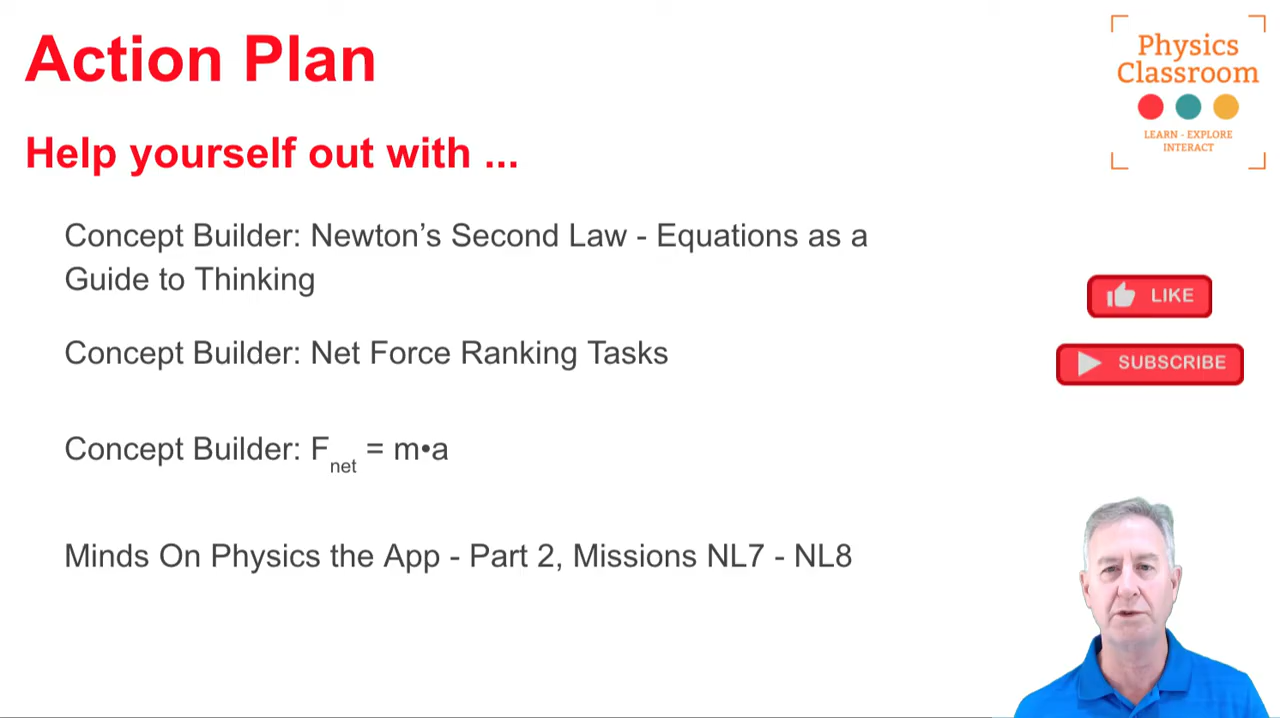 Action Plan
Physics
Classroom
LEARN - EXPLORE
INTERACT
Help yourself out with ...
Concept Builder: Newton’s Second Law - Equations as a
Guide to Thinking
LIKE
Concept Builder: Net Force Ranking Tasks
SUBSCRIBE
Concept Builder: Fnet = m•a
Minds On Physics the App - Part 2, Missions NL7 - NL8